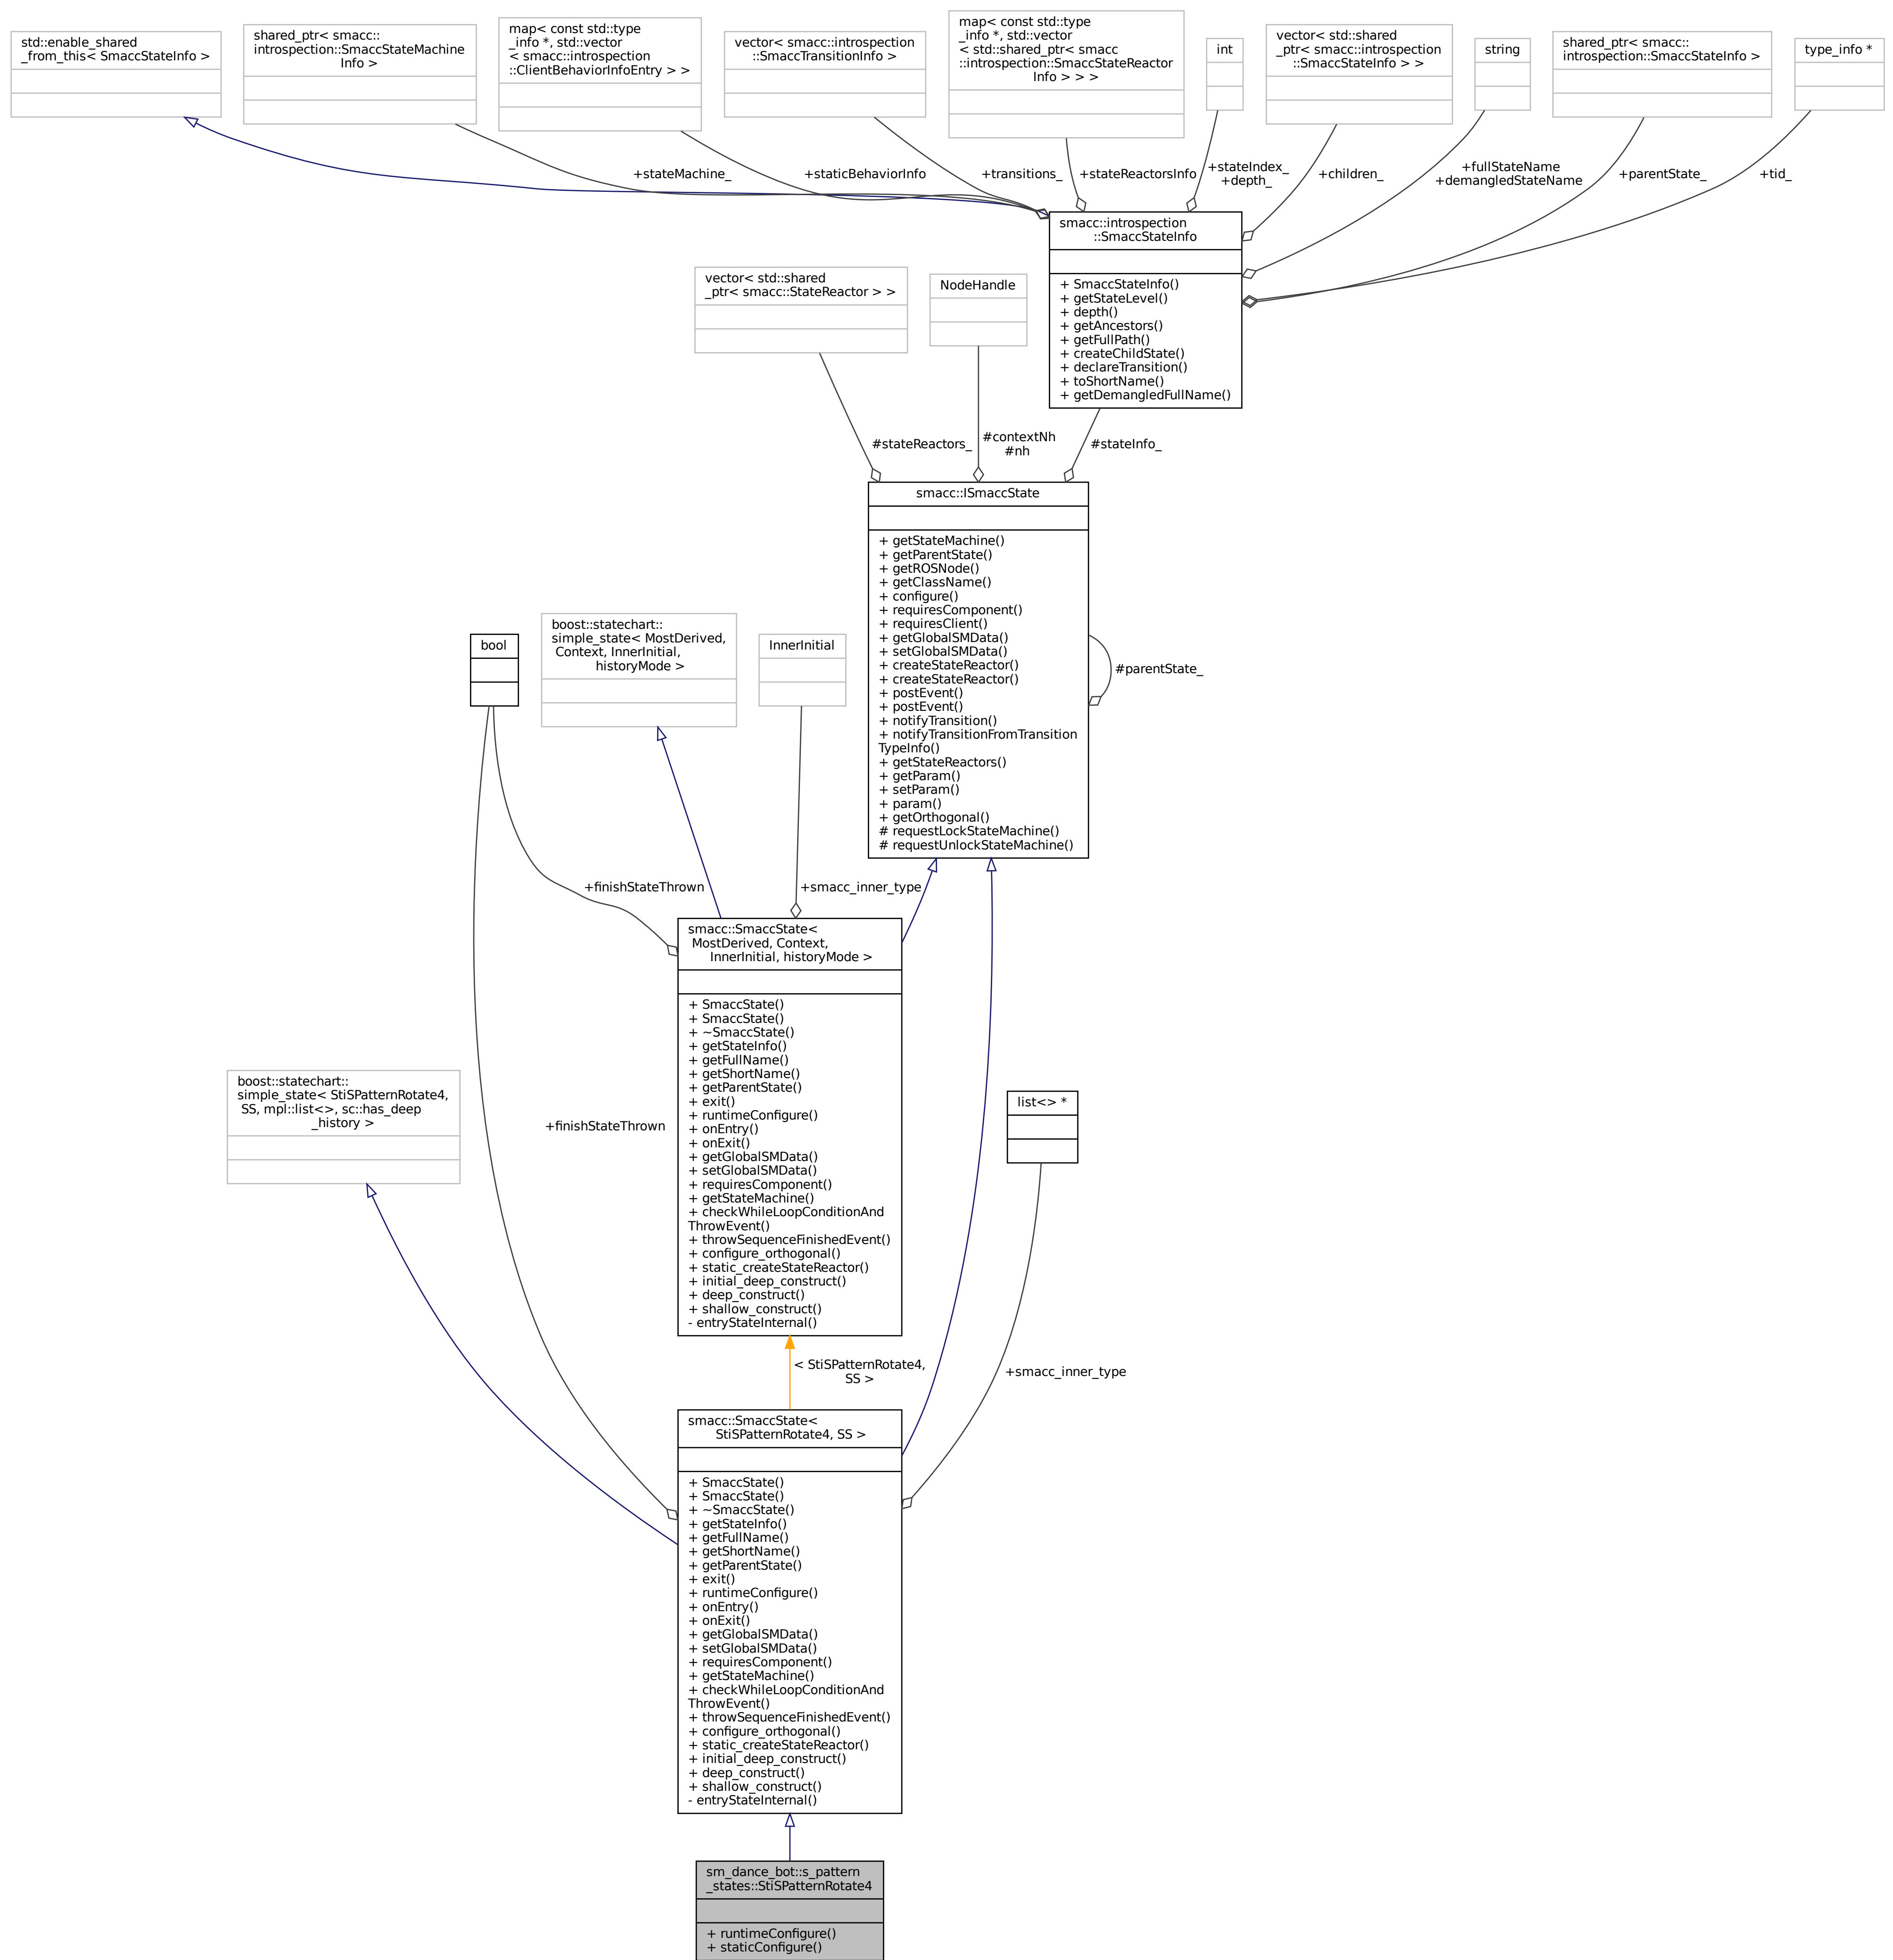 std::enable_shared
_from_this< SmaccStateInfo >
shared_ptr< smacc::
introspection::SmaccStateMachine
Info >
map< const std::type
_info *, std::vector
< smacc::introspection
::ClientBehaviorInfoEntry > >
vector< smacc::introspection
::SmaccTransitionInfo >
map< const std::type
_info *, std::vector
< std::shared_ptr< smacc
::introspection::SmaccStateReactor
Info > > >
int
vector< std::shared
_ptr< smacc::introspection
::SmaccStateInfo > >
string
shared_ptr< smacc::
introspection::SmaccStateInfo >
type_info *
+stateMachine_
+staticBehaviorInfo
+transitions_
+stateReactorsInfo
+stateIndex_
+depth_
+children_
+fullStateName
+demangledStateName
+parentState_
+tid_
smacc::introspection
::SmaccStateInfo
+ SmaccStateInfo()
+ getStateLevel()
+ depth()
+ getAncestors()
+ getFullPath()
+ createChildState()
+ declareTransition()
+ toShortName()
+ getDemangledFullName()
vector< std::shared
_ptr< smacc::StateReactor > >
NodeHandle
#stateReactors_
#contextNh
#nh
#stateInfo_
smacc::ISmaccState
+ getStateMachine()
+ getParentState()
+ getROSNode()
+ getClassName()
+ configure()
+ requiresComponent()
+ requiresClient()
+ getGlobalSMData()
+ setGlobalSMData()
+ createStateReactor()
+ createStateReactor()
+ postEvent()
+ postEvent()
+ notifyTransition()
+ notifyTransitionFromTransition
TypeInfo()
+ getStateReactors()
+ getParam()
+ setParam()
+ param()
+ getOrthogonal()
# requestLockStateMachine()
# requestUnlockStateMachine()
#parentState_
bool
boost::statechart::
simple_state< MostDerived,
Context, InnerInitial,
historyMode >
InnerInitial
+finishStateThrown
+smacc_inner_type
smacc::SmaccState<
MostDerived, Context,
InnerInitial, historyMode >
+ SmaccState()
+ SmaccState()
+ ~SmaccState()
+ getStateInfo()
+ getFullName()
+ getShortName()
+ getParentState()
+ exit()
+ runtimeConfigure()
+ onEntry()
+ onExit()
+ getGlobalSMData()
+ setGlobalSMData()
+ requiresComponent()
+ getStateMachine()
+ checkWhileLoopConditionAnd
ThrowEvent()
+ throwSequenceFinishedEvent()
+ configure_orthogonal()
+ static_createStateReactor()
+ initial_deep_construct()
+ deep_construct()
+ shallow_construct()
- entryStateInternal()
boost::statechart::
simple_state< StiSPatternRotate4,
SS, mpl::list<>, sc::has_deep
_history >
+finishStateThrown
list<> *
< StiSPatternRotate4,
SS >
+smacc_inner_type
smacc::SmaccState<
StiSPatternRotate4, SS >
+ SmaccState()
+ SmaccState()
+ ~SmaccState()
+ getStateInfo()
+ getFullName()
+ getShortName()
+ getParentState()
+ exit()
+ runtimeConfigure()
+ onEntry()
+ onExit()
+ getGlobalSMData()
+ setGlobalSMData()
+ requiresComponent()
+ getStateMachine()
+ checkWhileLoopConditionAnd
ThrowEvent()
+ throwSequenceFinishedEvent()
+ configure_orthogonal()
+ static_createStateReactor()
+ initial_deep_construct()
+ deep_construct()
+ shallow_construct()
- entryStateInternal()
sm_dance_bot::s_pattern
_states::StiSPatternRotate4
+ runtimeConfigure()
+ staticConfigure()